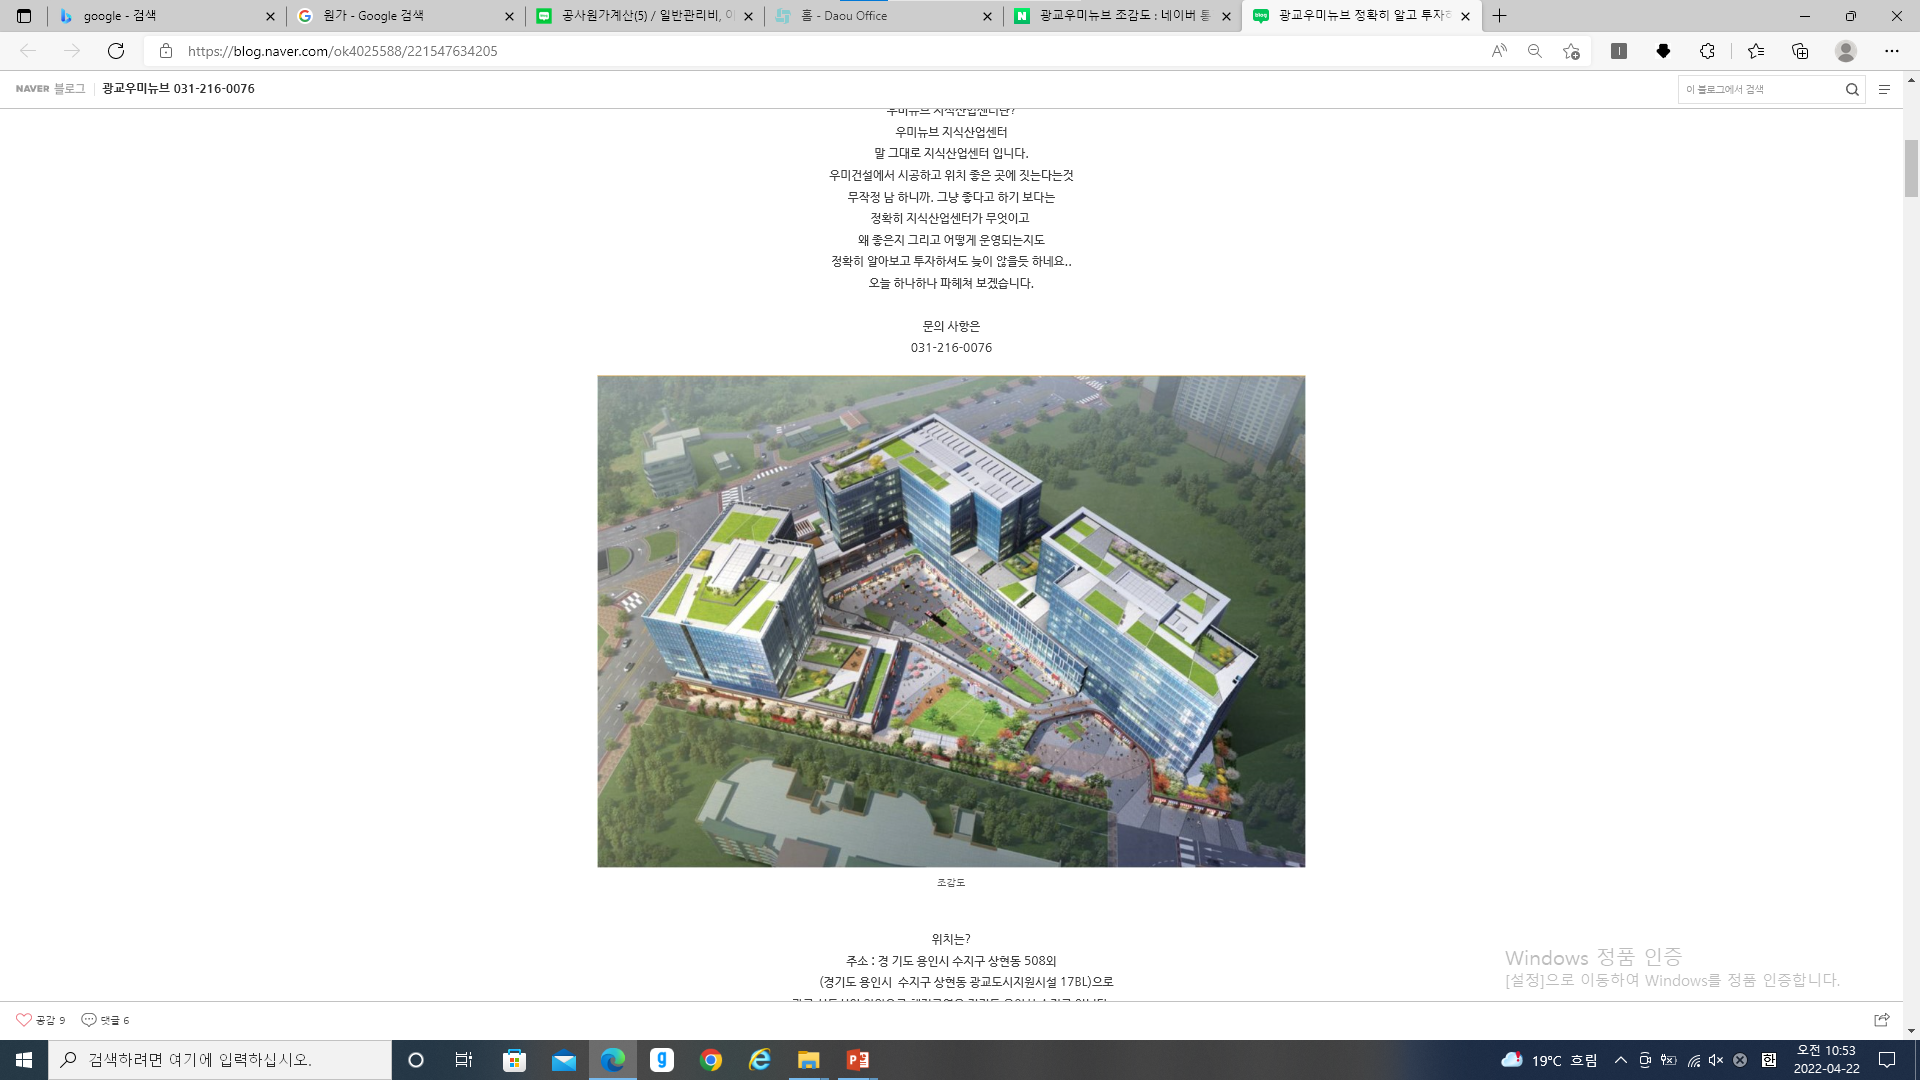 google - 검색
원가 - Google 검색
공사원가계산(5) / 일반관리비, 이
홈 - Daou Office
광교우미뉴브 조감도 : 네이버 통
광교우미뉴브 정확히 알고 투자하
https://blog.naver.com/ok4025588/221547634205
NAVER 블로그 광교우미뉴브 031-216-0076
이 블로그에서 검색
우미뉴브 지식산업센터란?
우미뉴브 지식산업센터
말 그대로 지식산업센터 입니다.
우미건설에서 시공하고 위치 좋은 곳에 짓는다는것
무작정 남 하니까. 그냥 좋다고 하기 보다는
정확히 지식산업센터가 무엇이고
왜 좋은지 그리고 어떻게 운영되는지도
정확히 알아보고 투자하셔도 늦이 않을듯 하네요..
오늘 하나하나 파헤쳐 보겠습니다.
문의 사항은
031-216-0076
조감도
위치는?
주소 : 경 기도 용인시 수지구 상현동 508외
(경기도 용인시 수지구 상현동 광교도시지원시설 17BL)으로
Windows 정품 인증
[설정]으로 이동하여 Windows를 정품 인증합니다.
공감 9 댓글 6
검색하려면 여기에 입력하십시오.
19°C 흐림
한
오전 10:53
2022-04-22